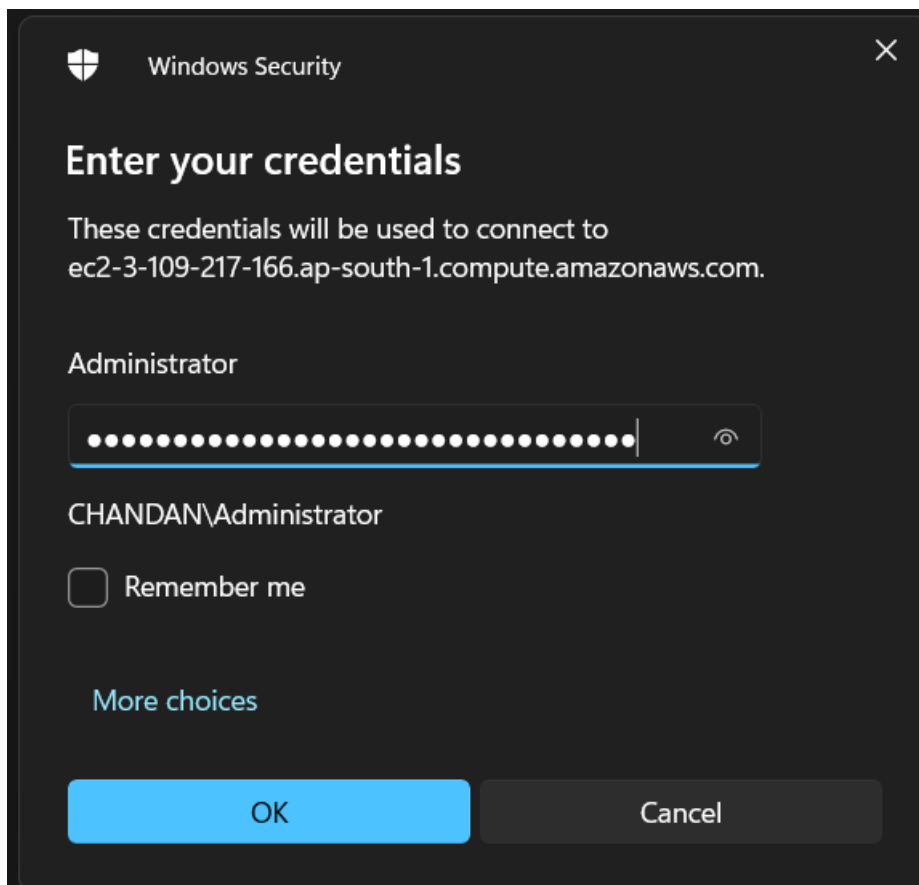 Windows Security
Enter your credentials
These credentials will be used to connect to
ec2-3-109-217-166.ap-south-1.compute.amazonaws.com.
Administrator
••••••••••••••••••••••••••••••••
CHANDAN\Administrator
Remember me
More choices
OK
Cancel